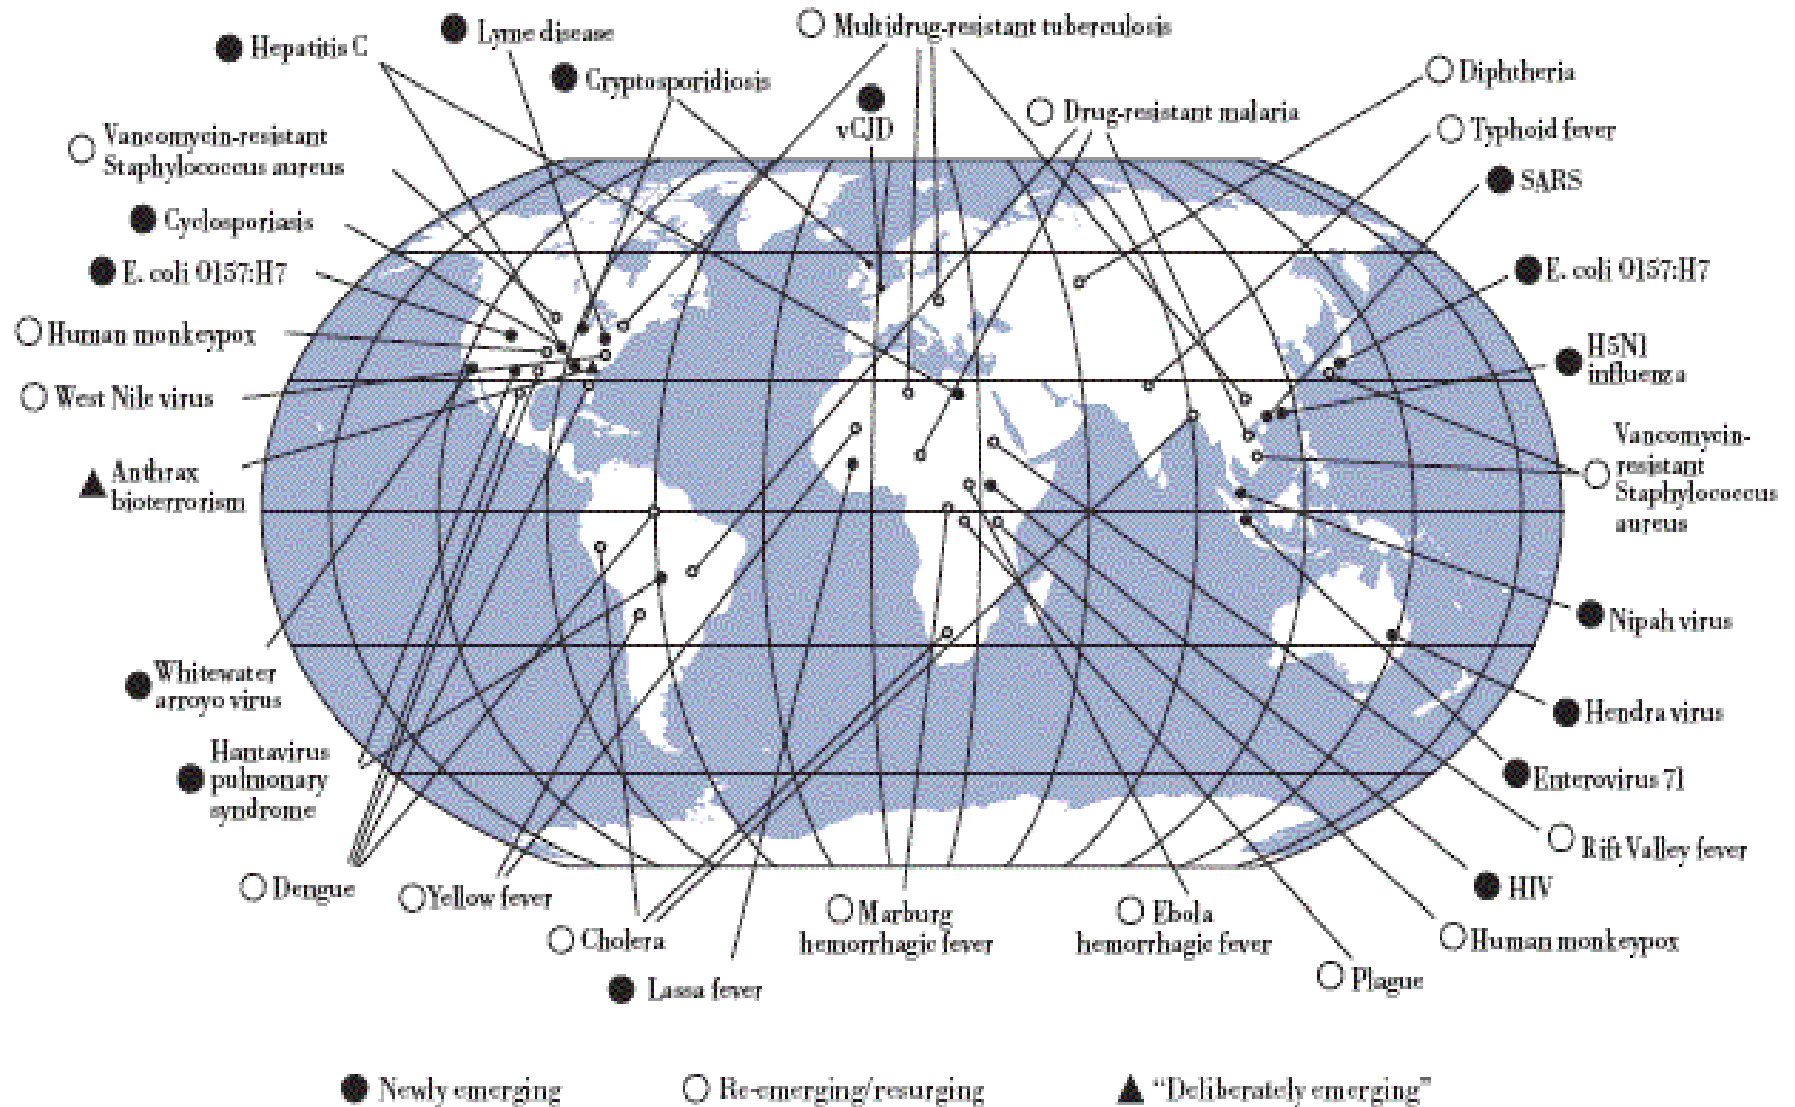 Hepatitis C
Lyme disease
Multidrug-resistant tuberculosis
Cryptosporidiosis
vCJD
Drug-resistant malaria
Diphtheria
Typhoid fever
SARS
Vancomycin-resistant
Staphylococcus aureus
Cyclosporiasis
E. coli O157:H7
Human monkeypox
West Nile virus
Anthrax
bioterrorism
Whitewater
arroyo virus
Hantavirus
pulmonary
syndrome
Dengue
Yellow fever
Cholera
Lassa fever
Marburg
hemorrhagic fever
Ebola
hemorrhagic fever
Plague
Human monkeypox
HIV
Rift Valley fever
Enterovirus 71
Hendra virus
Nipah virus
Vancomycin-
resistant
Staphylococcus
aureus
H5N1
influenza
E. coli O157:H7
Newly emerging
Re-emerging/resurging
"Deliberately emerging"